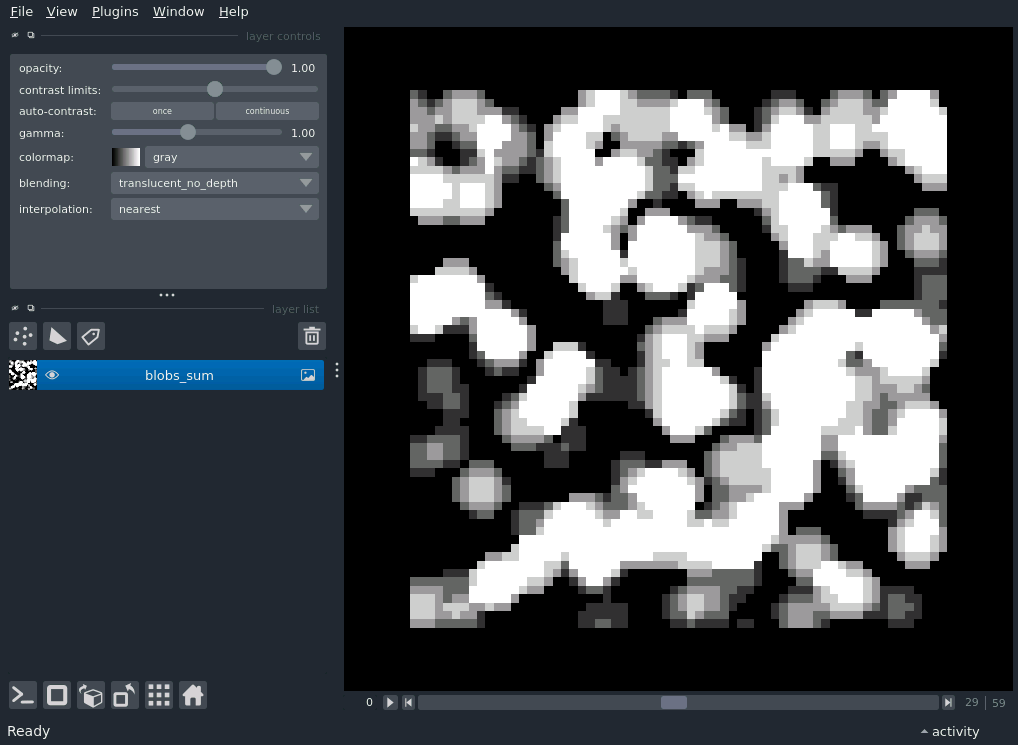 File View Plugins Window Help
layer controls
opacity: 1.00
contrast limits:
auto-contrast: once continuous
gamma: 1.00
colormap: gray
blending: translucent_no_depth
interpolation: nearest
layer list
blobs_sum
0 29 59
Ready activity